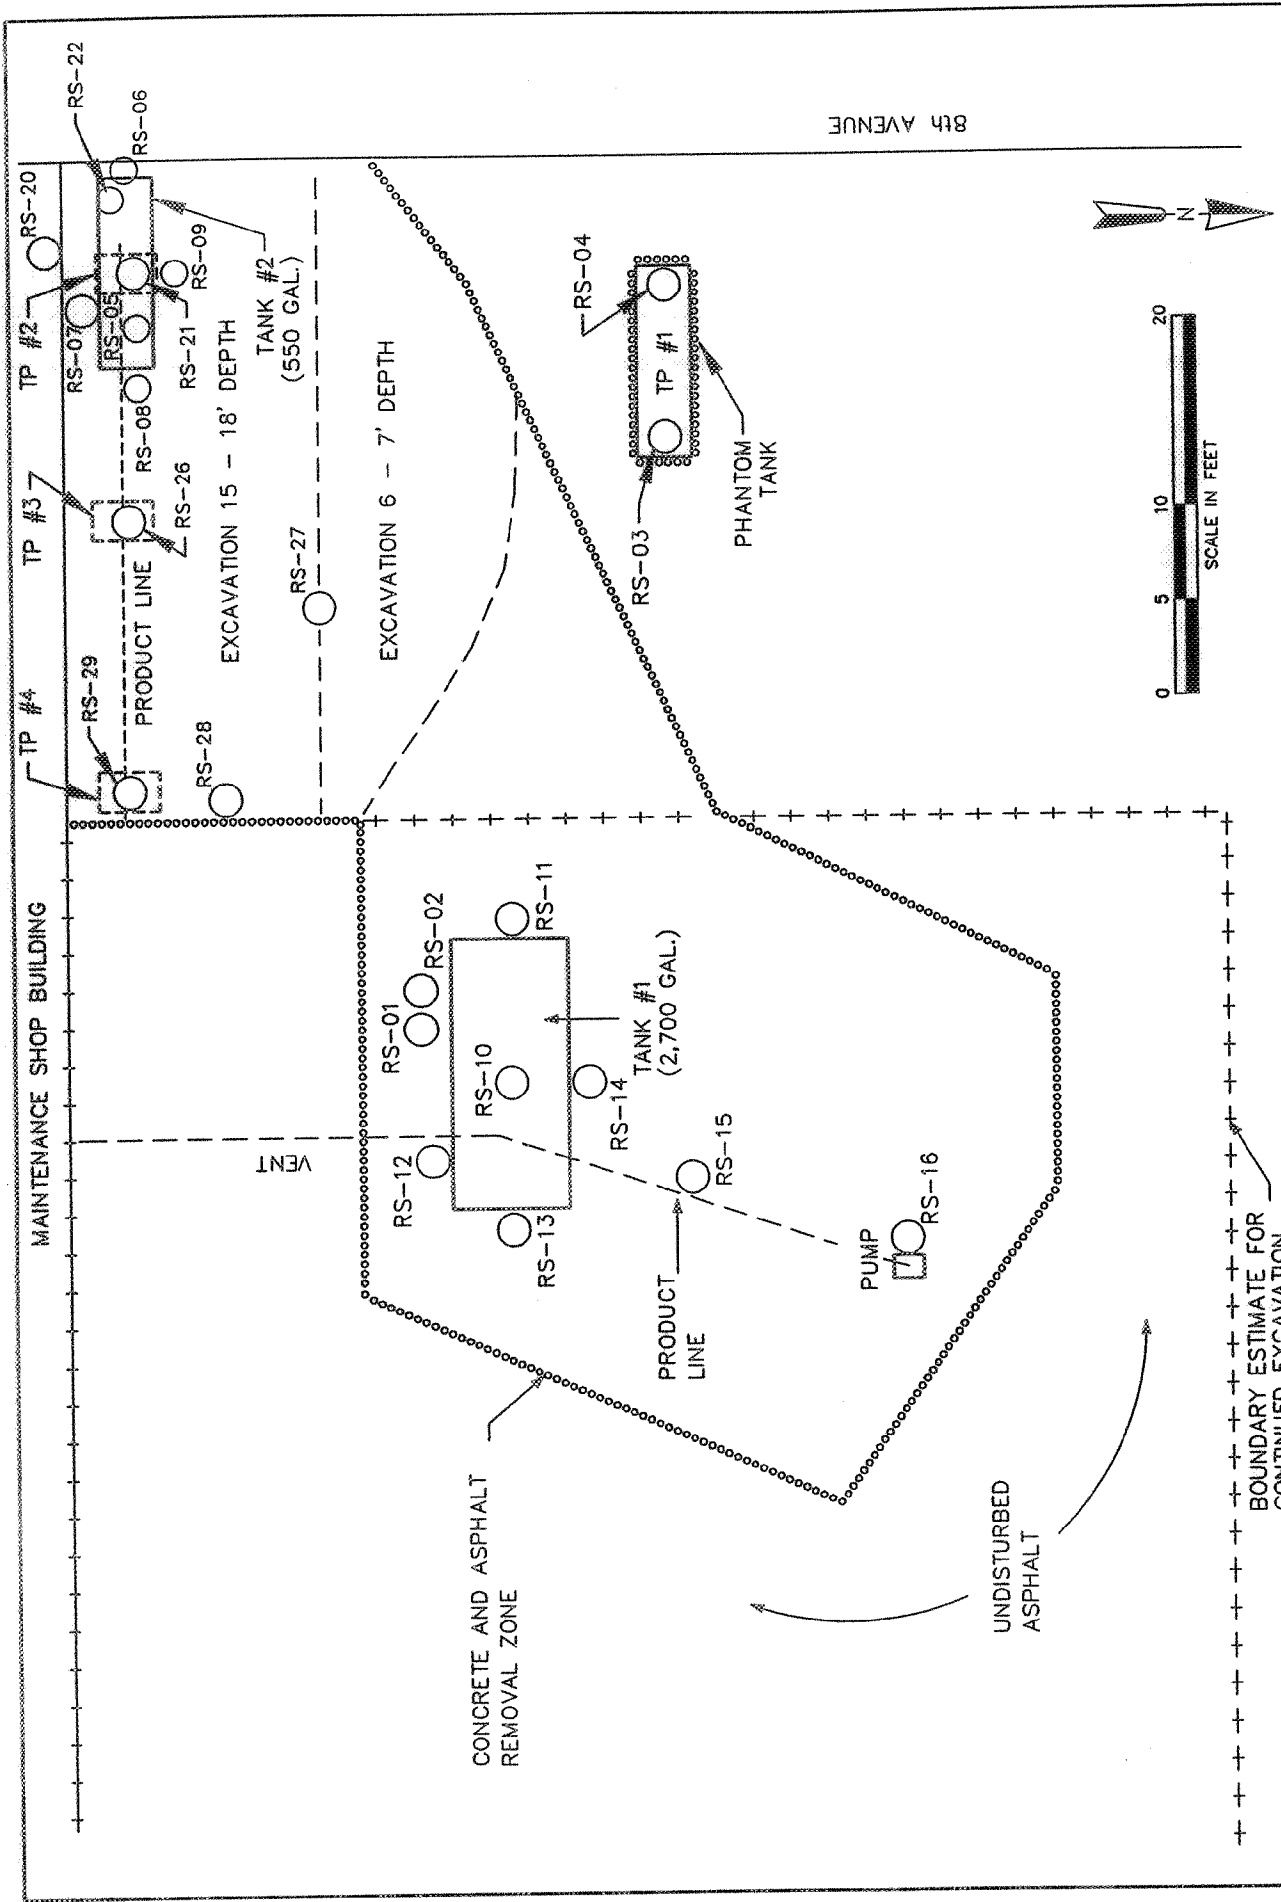 MAINTENANCE SHOP BUILDING
TP #4
TP #3
TP #2
RS-20
RS-22
RS-06
RS-29
RS-07
RS-05
RS-09
RS-08
RS-21
RS-26
PRODUCT LINE
RS-28
EXCAVATION 15 - 18' DEPTH
TANK #2
(550 GAL.)
RS-27
EXCAVATION 6 - 7' DEPTH
8th AVENUE
VENT
RS-12
RS-01
RS-02
RS-10
RS-11
RS-13
RS-14
TANK #1
(2,700 GAL.)
RS-15
PRODUCT
LINE
PUMP
RS-16
RS-04
TP #1
RS-03
PHANTOM
TANK
CONCRETE AND ASPHALT
REMOVAL ZONE
UNDISTURBED
ASPHALT
N
0 5 10 20
SCALE IN FEET
BOUNDARY ESTIMATE FOR
CONTINUED EXCAVATION